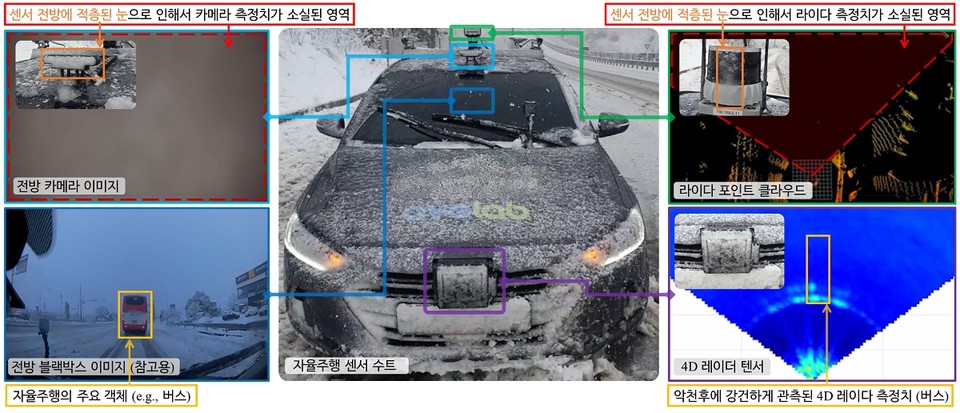 센서 전방에 적층된 눈으로 인해서 카메라 측정치가 소실된 영역
센서 전방에 적층된 눈으로 인해서 라이다 측정치가 소실된 영역
전방 카메라 이미지
라이다 포인트 클라우드
avelab
전방 블랙박스 이미지 (참고용)
자율주행 센서 수트
4D 레이더 텐서
자율주행의 주요 객체 (e.g., 버스)
악천후에 강건하게 관측된 4D 레이다 측정치 (버스)